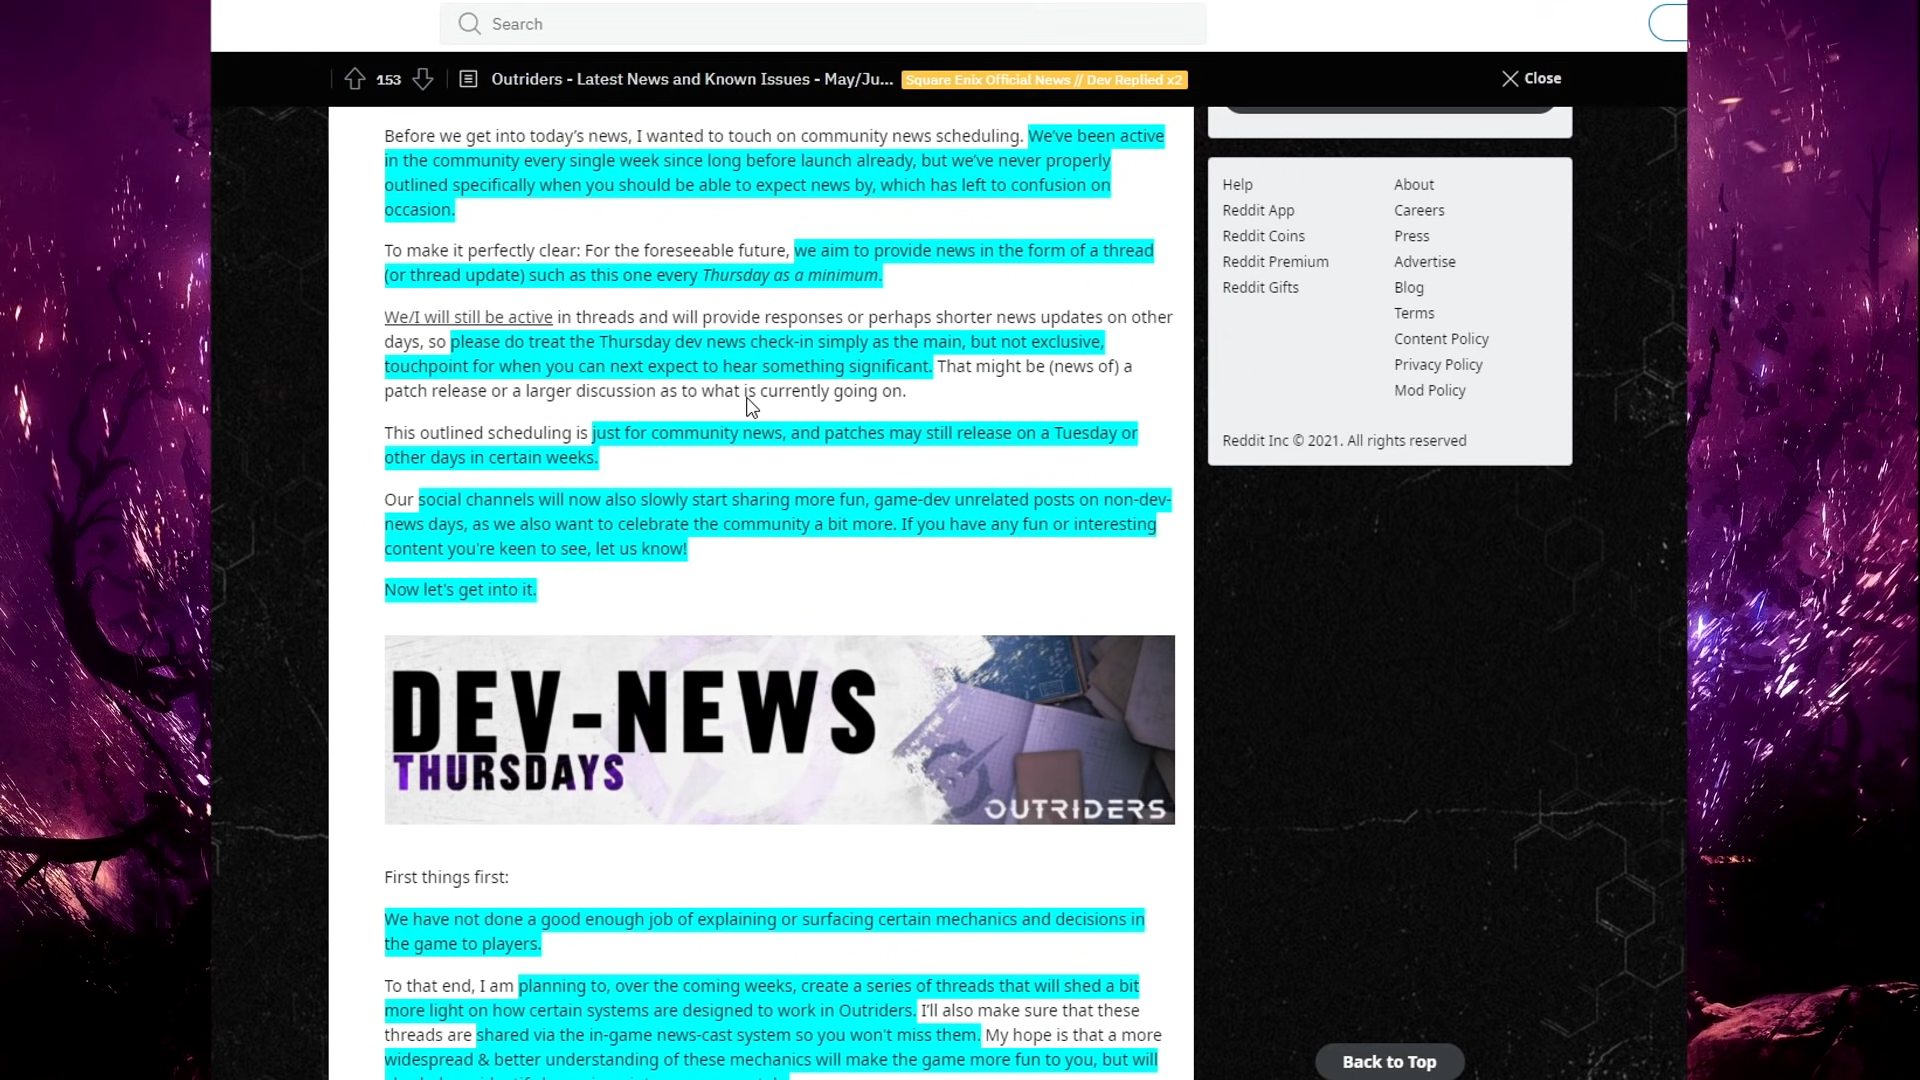 Search
153
Outriders - Latest News and Known Issues - May/Ju...
Square Enix Official News // Dev Replied x2
Close
Before we get into today’s news, I wanted to touch on community news scheduling. We’ve been active
in the community every single week since long before launch already, but we’ve never properly
outlined specifically when you should be able to expect news by, which has left to confusion on
occasion.
To make it perfectly clear: For the foreseeable future, we aim to provide news in the form of a thread
(or thread update) such as this one every Thursday as a minimum.
We/I will still be active in threads and will provide responses or perhaps shorter news updates on other
days, so please do treat the Thursday dev news check-in simply as the main, but not exclusive,
touchpoint for when you can next expect to hear something significant. That might be (news of) a
patch release or a larger discussion as to what is currently going on.
This outlined scheduling is just for community news, and patches may still release on a Tuesday or
other days in certain weeks.
Our social channels will now also slowly start sharing more fun, game-dev unrelated posts on non-dev-
news days, as we also want to celebrate the community a bit more. If you have any fun or interesting
content you're keen to see, let us know!
Now let's get into it.
DEV-NEWS
THURSDAYS
OUTRIDERS
First things first:
We have not done a good enough job of explaining or surfacing certain mechanics and decisions in
the game to players.
To that end, I am planning to, over the coming weeks, create a series of threads that will shed a bit
more light on how certain systems are designed to work in Outriders. I’ll also make sure that these
threads are shared via the in-game news-cast system so you won't miss them. My hope is that a more
widespread & better understanding of these mechanics will make the game more fun to you, but will
Help
Reddit App
Reddit Coins
Reddit Premium
Reddit Gifts
About
Careers
Press
Advertise
Blog
Terms
Content Policy
Privacy Policy
Mod Policy
Reddit Inc © 2021. All rights reserved
Back to Top